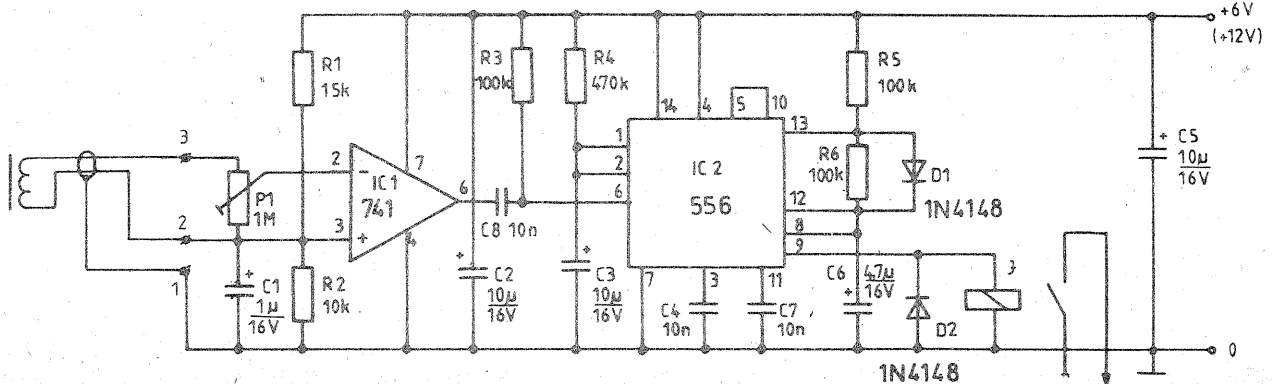 +6V
(÷12V)
R1
15k
R3
100k
R4
470k
R5
100k
14
4
5
10
13
1
2
6
IC 2
556
R6
100k
D1
1N4148
12
8
9
C5
+
10µ
16V
3
2
1
P1
1M
2
-
3
+
IC1
741
7
6
4
C8 10n
C1
+
1µ
16V
R2
10k
+
C2
10µ
16V
+
C3
10µ
16V
7
3
11
C4
10n
C7
10n
C6
+
47µ
16V
D2
1N4148
0